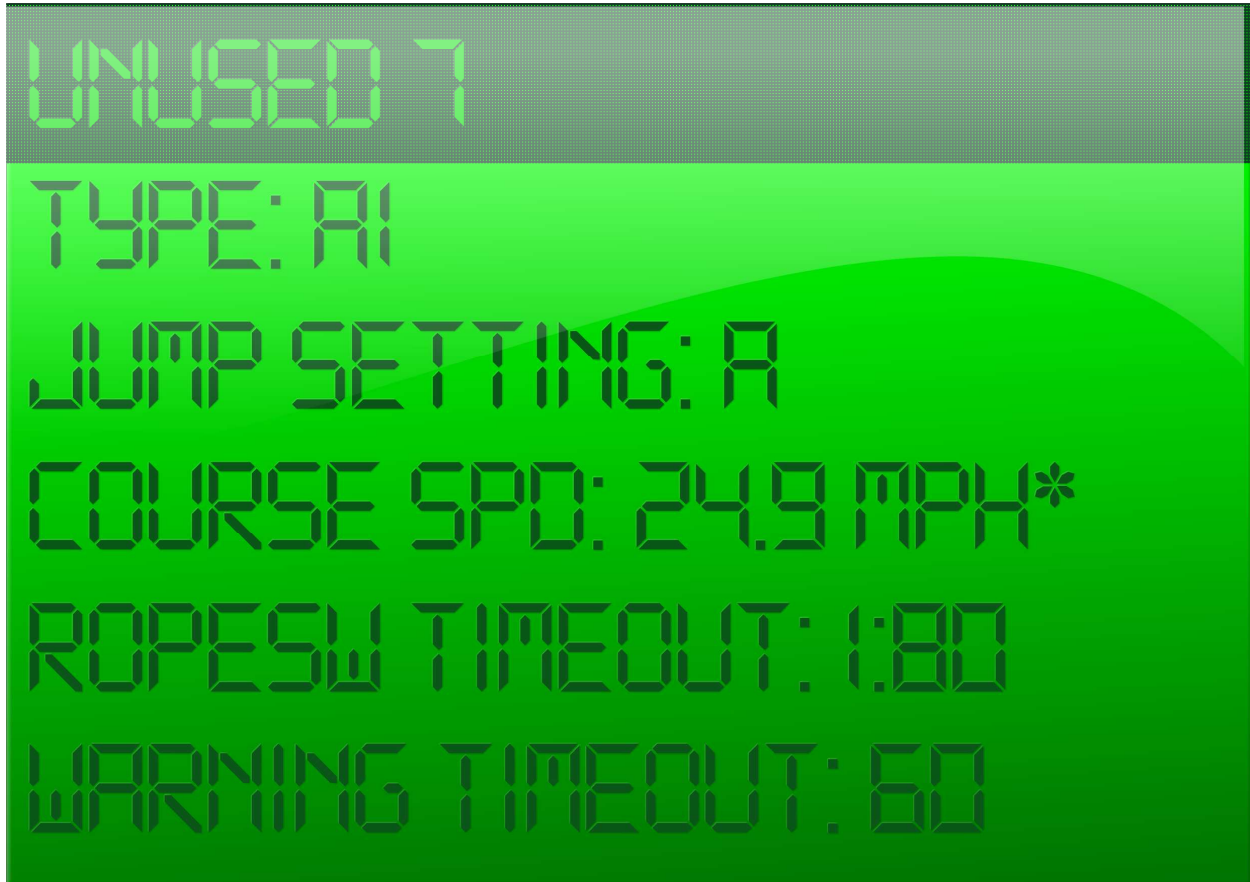 UNUSED 7
TYPE: A1
JUMP SETTING: A
COURSE SPD: 24.9 MPH*
ROPESW TIMEOUT: 1:80
WARNING TIMEOUT: 60